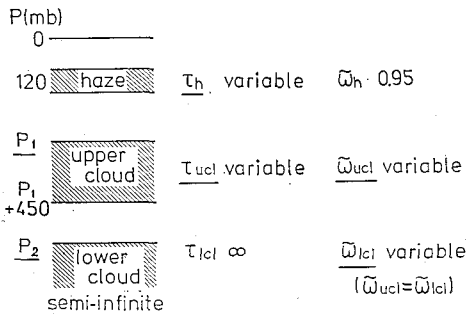 P(mb)
0
120 haze τh variable ω̃h · 0.95
P1
upper cloud τucl variable ω̃ucl variable
P1 +450
P2 lower cloud τlcl ∞ ω̃lcl variable
semi-infinite (ω̃ucl=ω̃lcl)